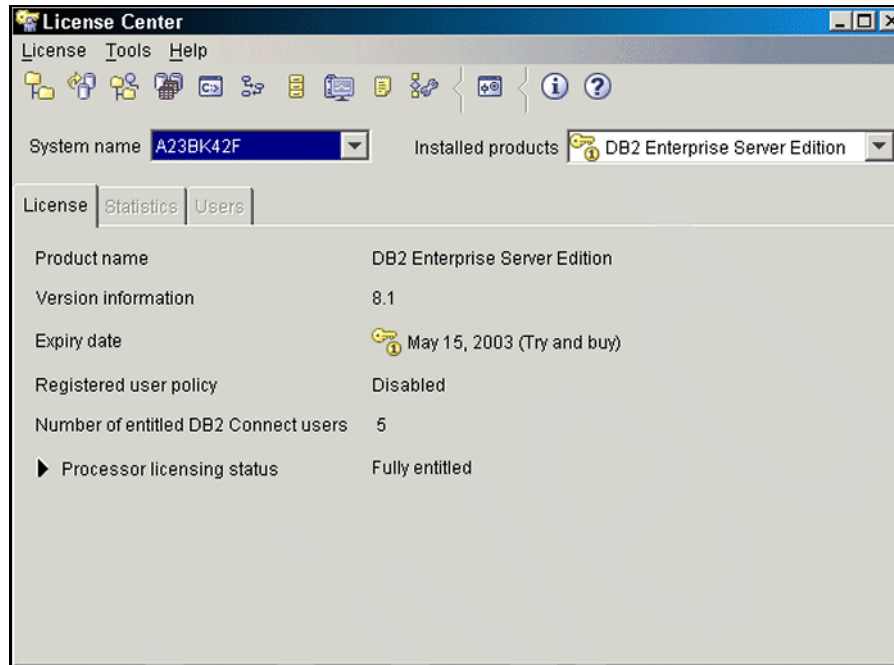 License Center
License Tools Help
System name A23BK42F Installed products DB2 Enterprise Server Edition
License Statistics Users
Product name DB2 Enterprise Server Edition
Version information 8.1
Expiry date May 15, 2003 (Try and buy)
Registered user policy Disabled
Number of entitled DB2 Connect users 5
Processor licensing status Fully entitled